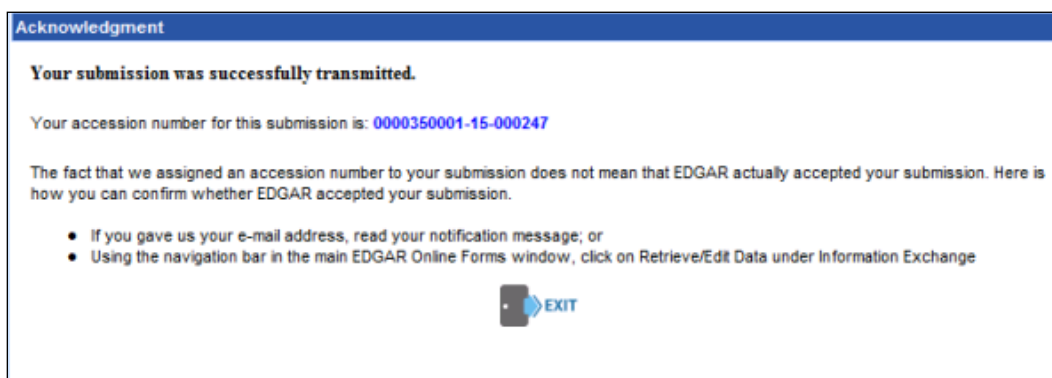 Acknowledgment
Your submission was successfully transmitted.
Your accession number for this submission is: 0000350001-15-000247
The fact that we assigned an accession number to your submission does not mean that EDGAR actually accepted your submission. Here is
how you can confirm whether EDGAR accepted your submission.
● If you gave us your e-mail address, read your notification message; or
● Using the navigation bar in the main EDGAR Online Forms window, click on Retrieve/Edit Data under Information Exchange
EXIT